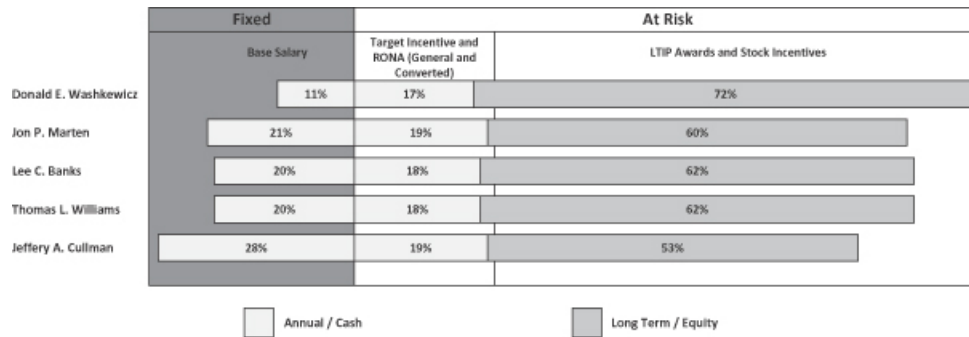 Fixed At Risk
Base Salary Target Incentive and RONA (General and Converted) LTIP Awards and Stock Incentives
Donald E. Washkewicz 11% 17% 72%
Jon P. Marten 21% 19% 60%
Lee C. Banks 20% 18% 62%
Thomas L. Williams 20% 18% 62%
Jeffery A. Cullman 28% 19% 53%
Annual / Cash Long Term / Equity